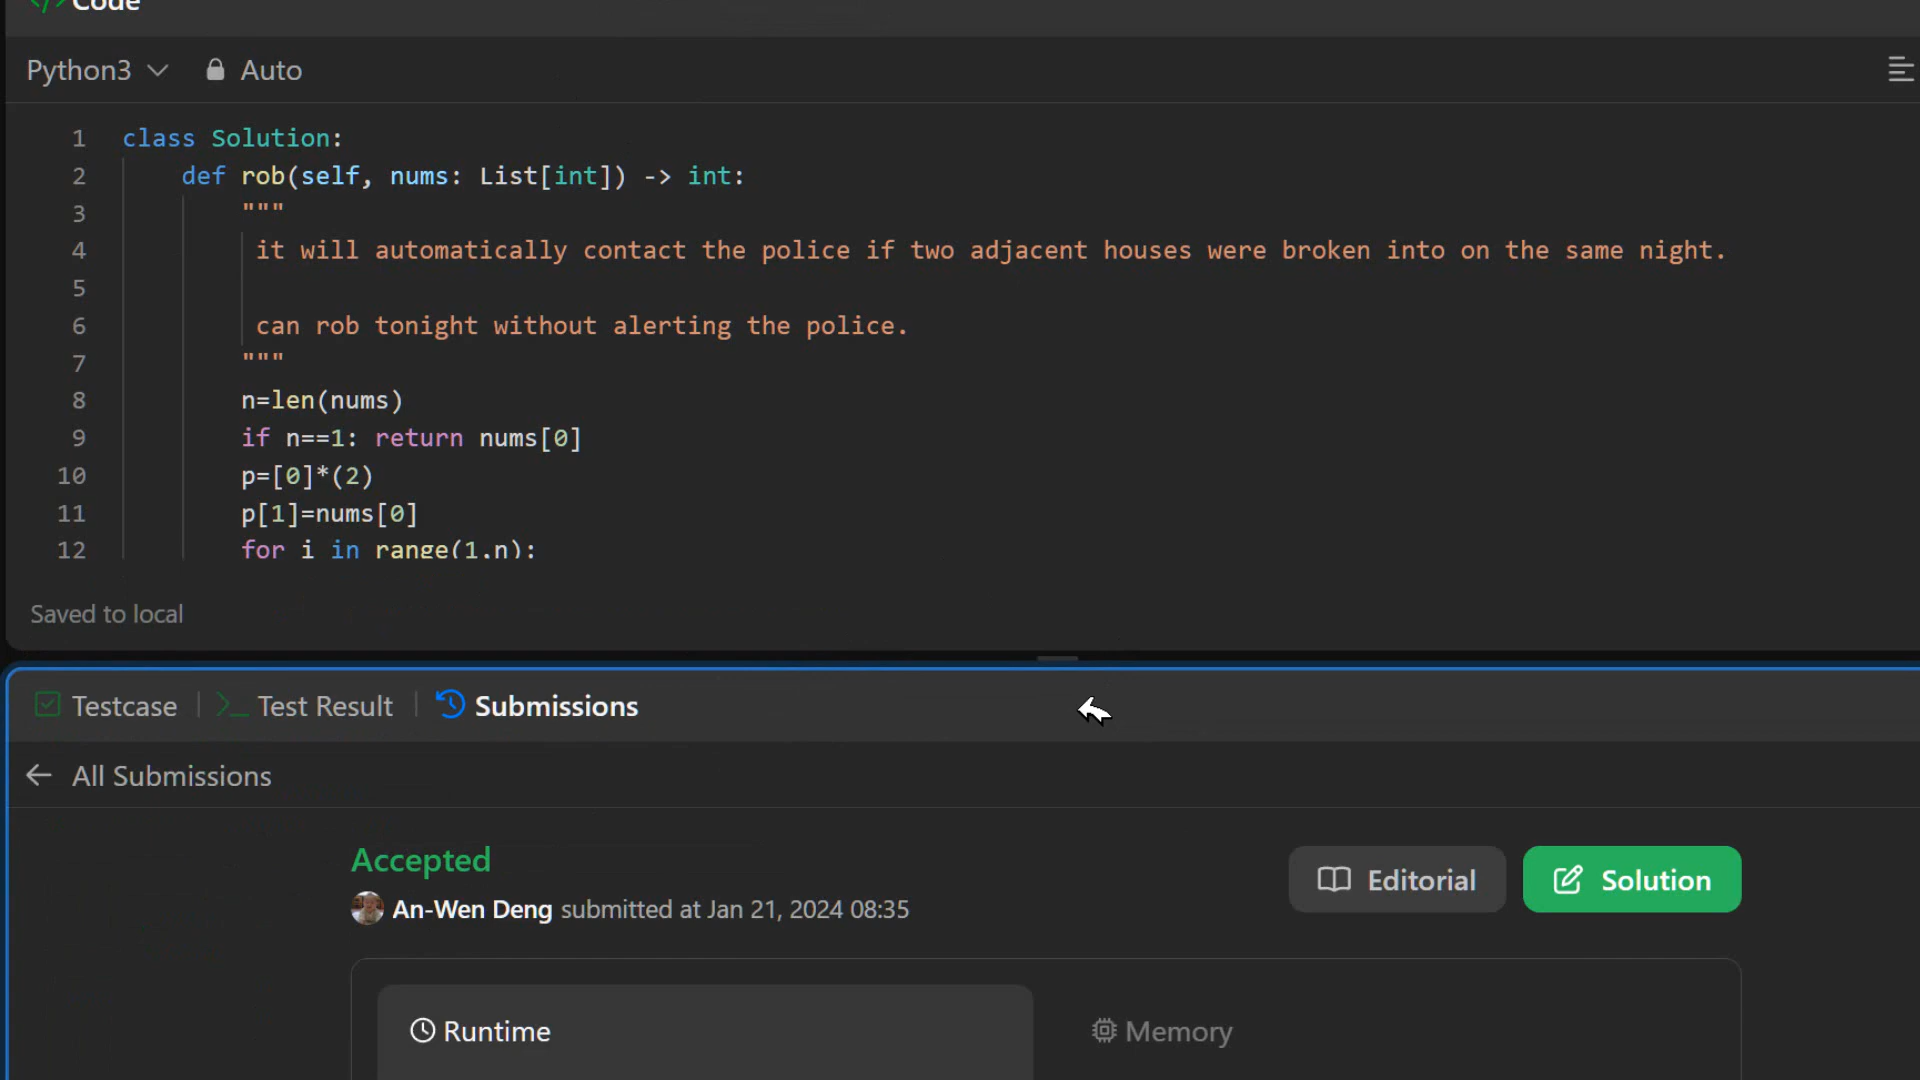 </> Code
Python3 Auto
1 class Solution:
2 def rob(self, nums: List[int]) -> int:
3 """
4 it will automatically contact the police if two adjacent houses were broken into on the same night.
5
6 can rob tonight without alerting the police.
7 """
8 n=len(nums)
9 if n==1: return nums[0]
10 p=[0]*(2)
11 p[1]=nums[0]
12 for i in range(1,n):
Saved to local
Testcase | >_ Test Result | Submissions
← All Submissions
Accepted
An-Wen Deng submitted at Jan 21, 2024 08:35
Editorial
Solution
Runtime
Memory